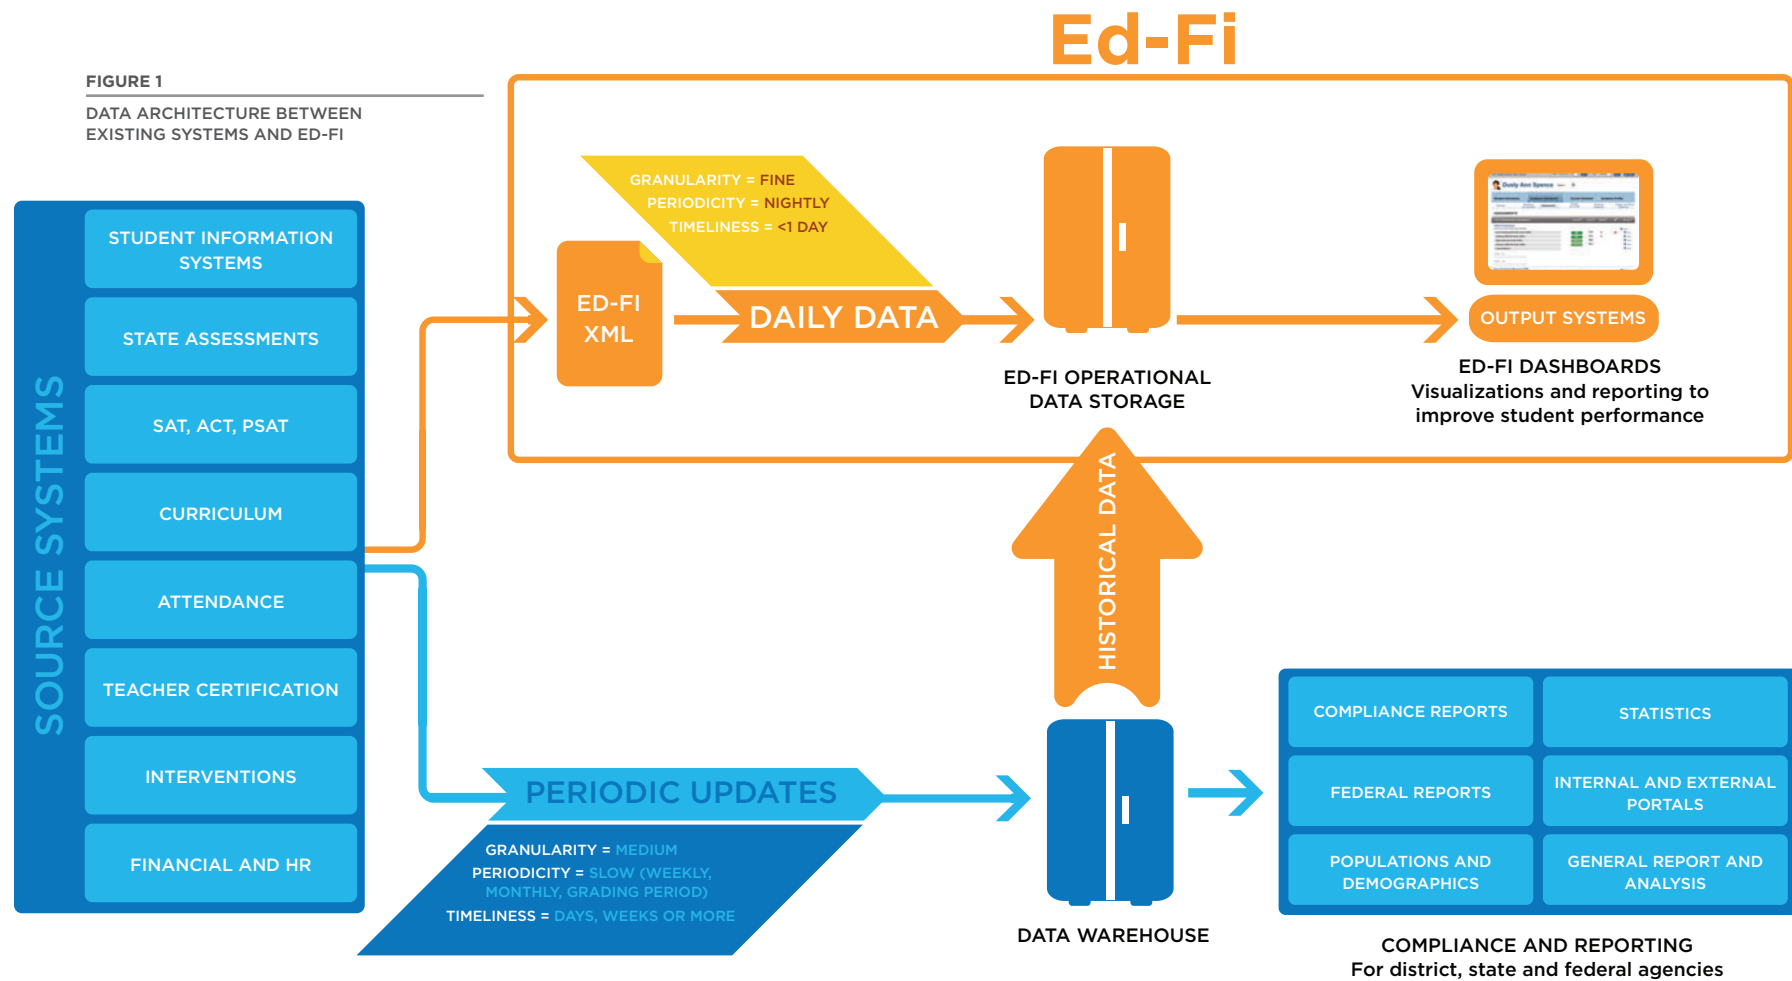 Ed-Fi
FIGURE 1
DATA ARCHITECTURE BETWEEN
EXISTING SYSTEMS AND ED-FI
SOURCE SYSTEMS
STUDENT INFORMATION
SYSTEMS
STATE ASSESSMENTS
SAT, ACT, PSAT
CURRICULUM
ATTENDANCE
TEACHER CERTIFICATION
INTERVENTIONS
FINANCIAL AND HR
ED-FI
XML
GRANULARITY = FINE
PERIODICITY = NIGHTLY
TIMELINESS = <1 DAY
DAILY DATA
ED-FI OPERATIONAL
DATA STORAGE
Dusty Ann Spence
OUTPUT SYSTEMS
ED-FI DASHBOARDS
Visualizations and reporting to
improve student performance
HISTORICAL DATA
PERIODIC UPDATES
GRANULARITY = MEDIUM
PERIODICITY = SLOW (WEEKLY,
MONTHLY, GRADING PERIOD)
TIMELINESS = DAYS, WEEKS OR MORE
DATA WAREHOUSE
COMPLIANCE REPORTS
STATISTICS
FEDERAL REPORTS
INTERNAL AND EXTERNAL
PORTALS
POPULATIONS AND
DEMOGRAPHICS
GENERAL REPORT AND
ANALYSIS
COMPLIANCE AND REPORTING
For district, state and federal agencies